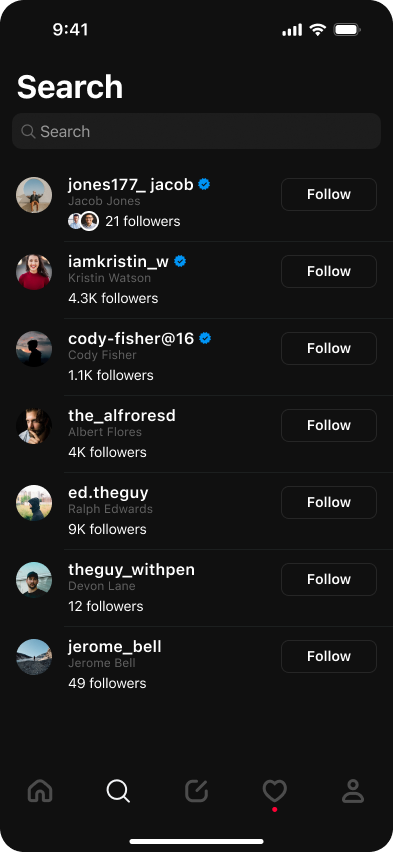 9:41
Search
Search
jones177_ jacob
Jacob Jones
21 followers
Follow
iamkristin_w
Kristin Watson
4.3K followers
Follow
cody-fisher@16
Cody Fisher
1.1K followers
Follow
the_alfroresd
Albert Flores
4K followers
Follow
ed.theguy
Ralph Edwards
9K followers
Follow
theguy_withpen
Devon Lane
12 followers
Follow
jerome_bell
Jerome Bell
49 followers
Follow